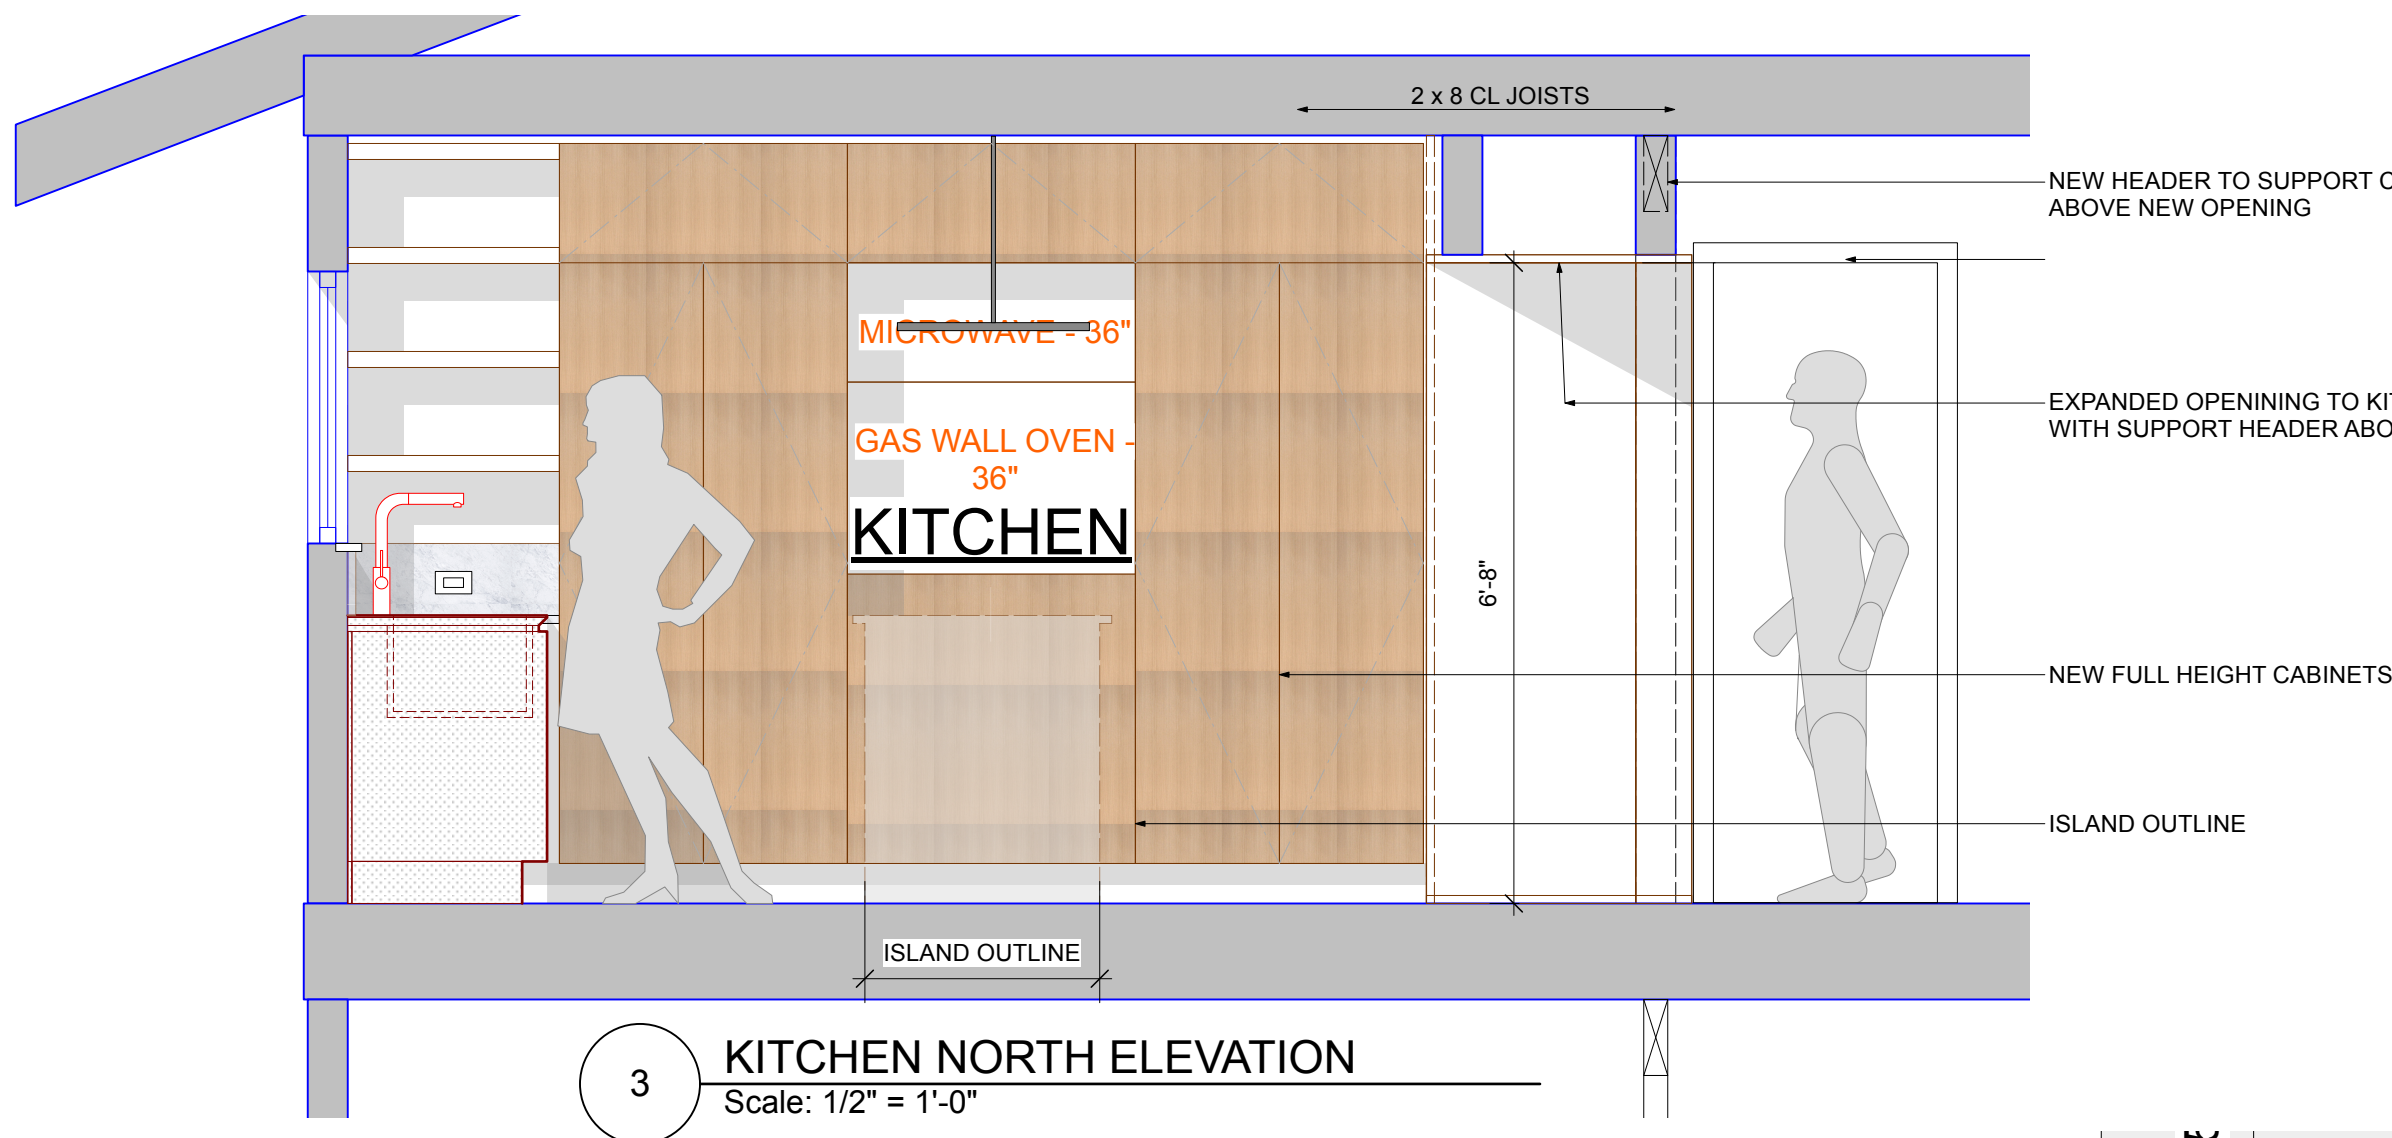 2 x 8 CL JOISTS
NEW HEADER TO SUPPORT
ABOVE NEW OPENING
MICROWAVE - 36"
EXPANDED OPENINING TO
WITH SUPPORT HEADER
GAS WALL OVEN -
36"
KITCHEN
6'-8"
NEW FULL HEIGHT CABINETS
ISLAND OUTLINE
ISLAND OUTLINE
3
KITCHEN NORTH ELEVATION
Scale: 1/2" = 1'-0"